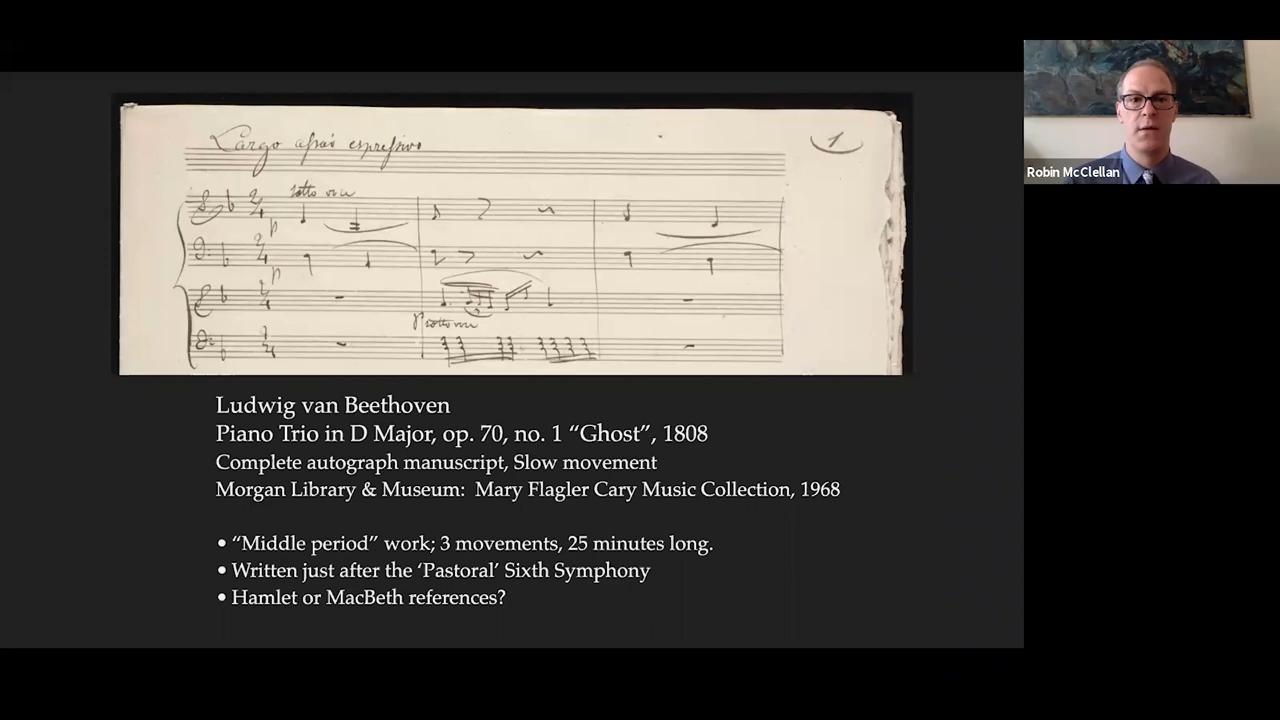 Largo assai espressivo
1
sotto voce
p
p
P sotto voce
Robin McClellan
Ludwig van Beethoven
Piano Trio in D Major, op. 70, no. 1 “Ghost”, 1808
Complete autograph manuscript, Slow movement
Morgan Library & Museum:  Mary Flagler Cary Music Collection, 1968
• “Middle period” work; 3 movements, 25 minutes long.
• Written just after the ‘Pastoral’ Sixth Symphony
• Hamlet or MacBeth references?